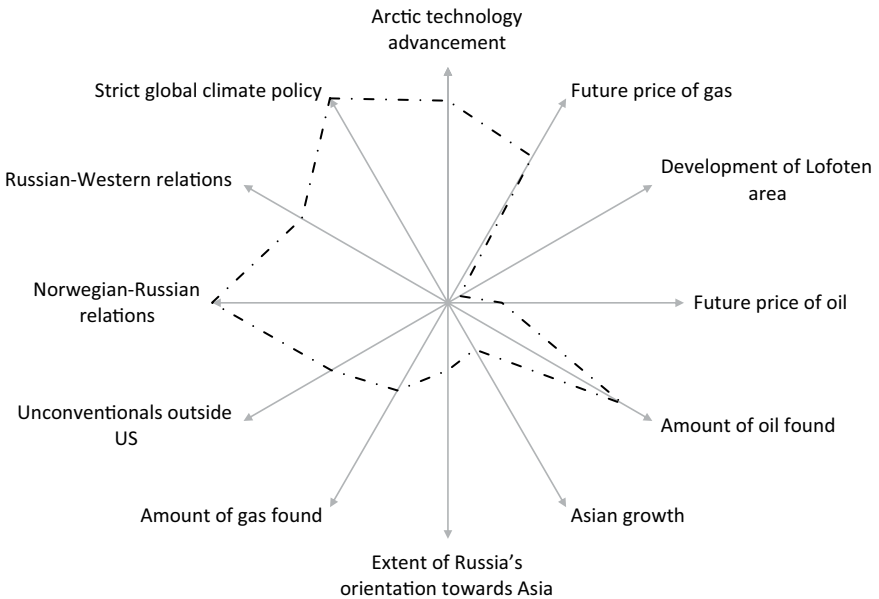 Arctic technology
advancement
Strict global climate policy
Future price of gas
Russian-Western relations
Development of Lofoten
area
Norwegian-Russian
relations
Future price of oil
Unconventionals outside
US
Amount of oil found
Amount of gas found
Asian growth
Extent of Russia’s
orientation towards Asia